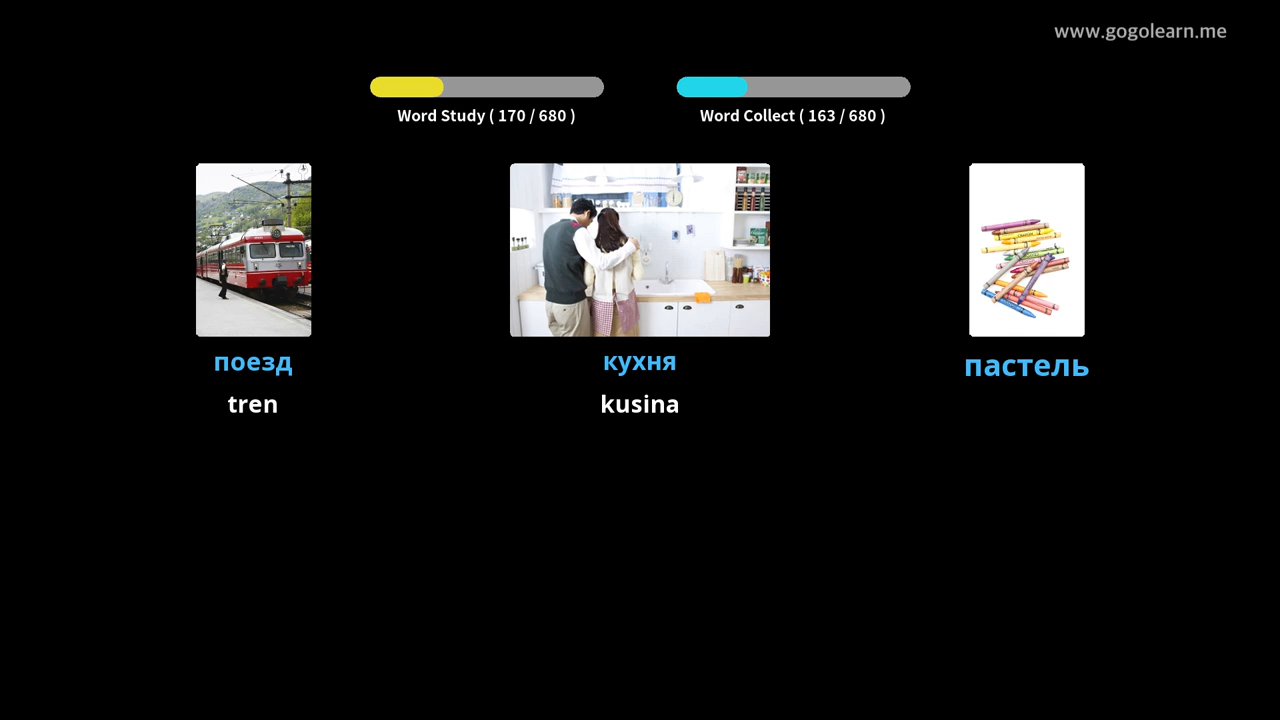 www.gogolearn.me
Word Study ( 170 / 680 )
Word Collect ( 163 / 680 )
поезд
кухня
пастель
tren
kusina